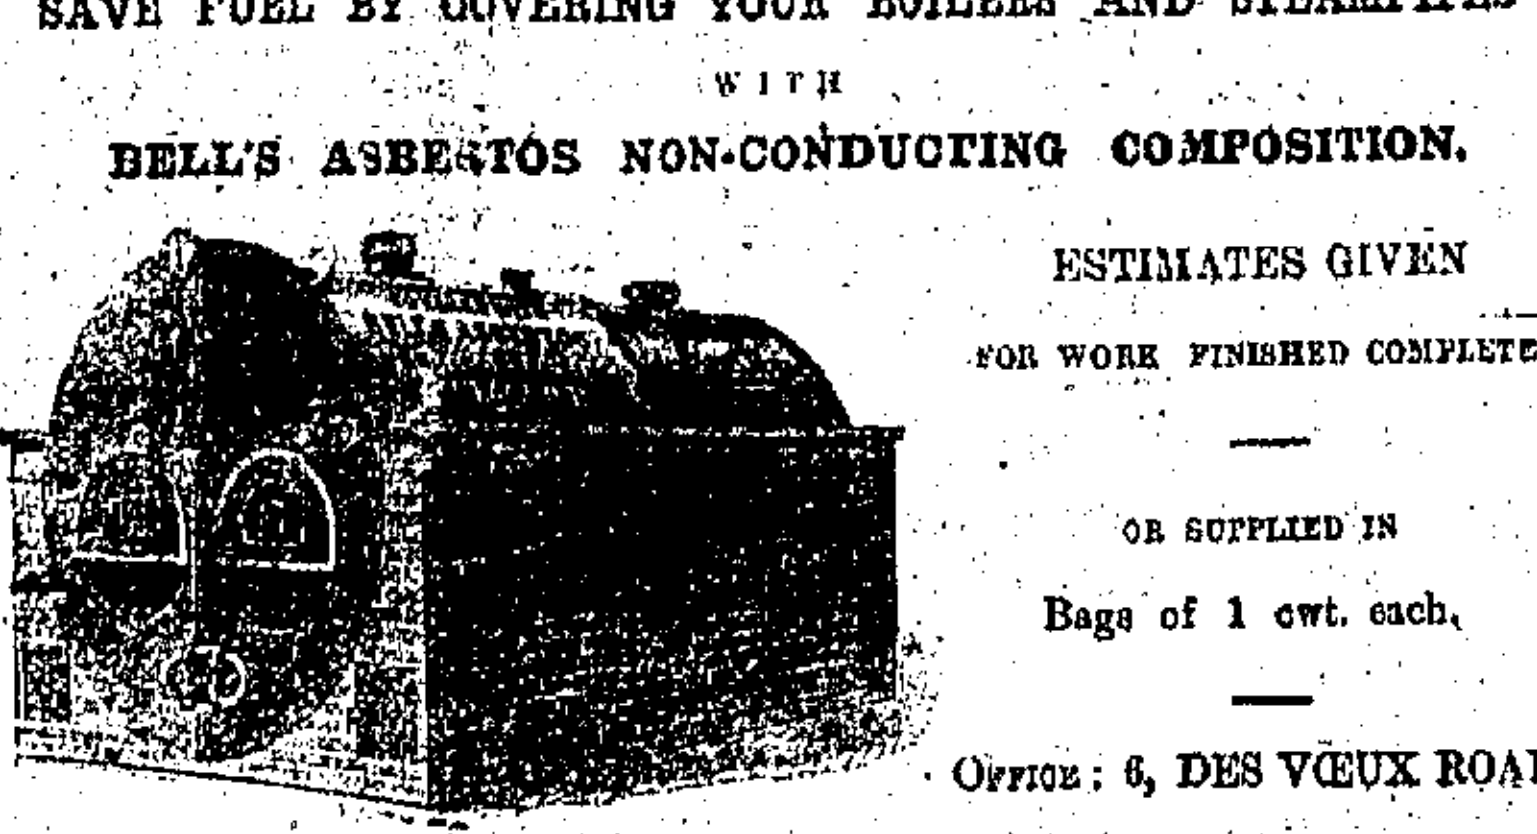 SAVE FUEL BY COVERING YOUR BOILERS AND STEAMPIPES
WITH
BELL'S ASBESTOS NON-CONDUCTING COMPOSITION.
ESTIMATES GIVEN
FOR WORK FINISHED COMPLETE
OR SUPPLIED IN
Bags of 1 cwt. each,
OFFICE: 6, DES VŒUX ROAD